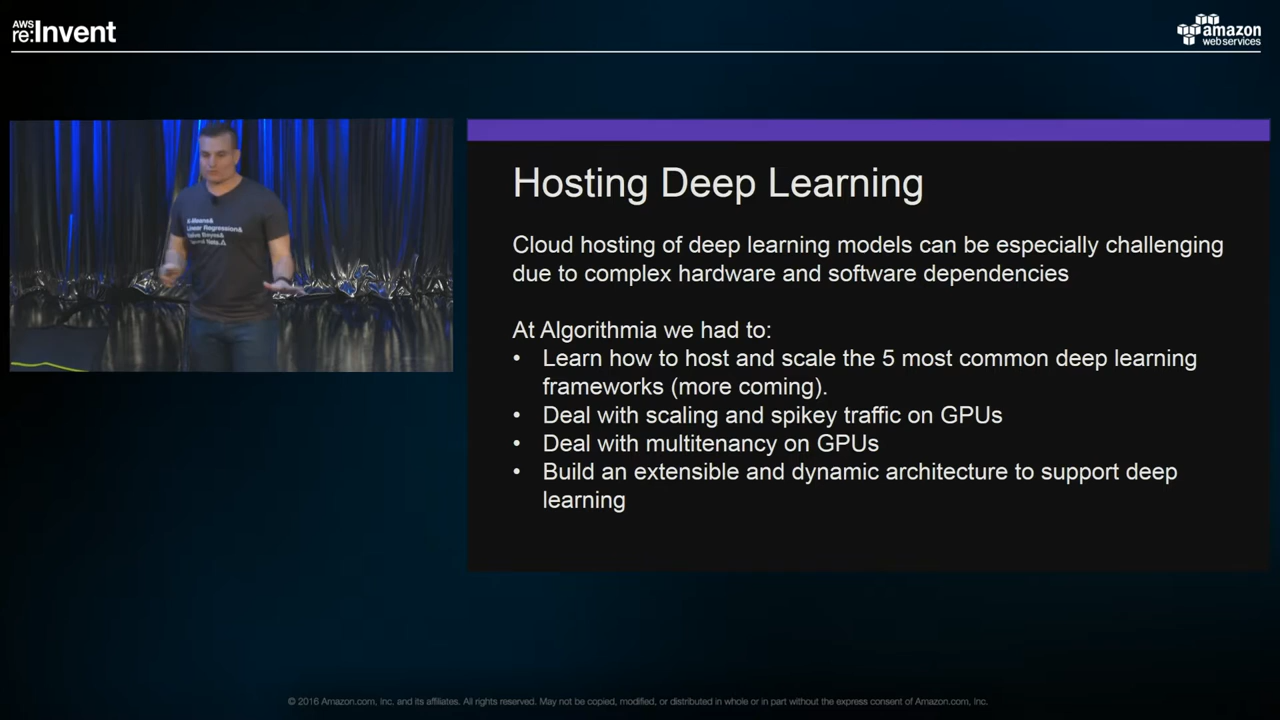 AWS
re:Invent
amazon
web services
Hosting Deep Learning
Cloud hosting of deep learning models can be especially challenging
due to complex hardware and software dependencies
At Algorithmia we had to:
• Learn how to host and scale the 5 most common deep learning
frameworks (more coming).
• Deal with scaling and spikey traffic on GPUs
• Deal with multitenancy on GPUs
• Build an extensible and dynamic architecture to support deep
learning
Linear Regression&
© 2016 Amazon.com, Inc. and its affiliates. All rights reserved. May not be copied, modified, or distributed in whole or in part without the express consent of Amazon.com, Inc.